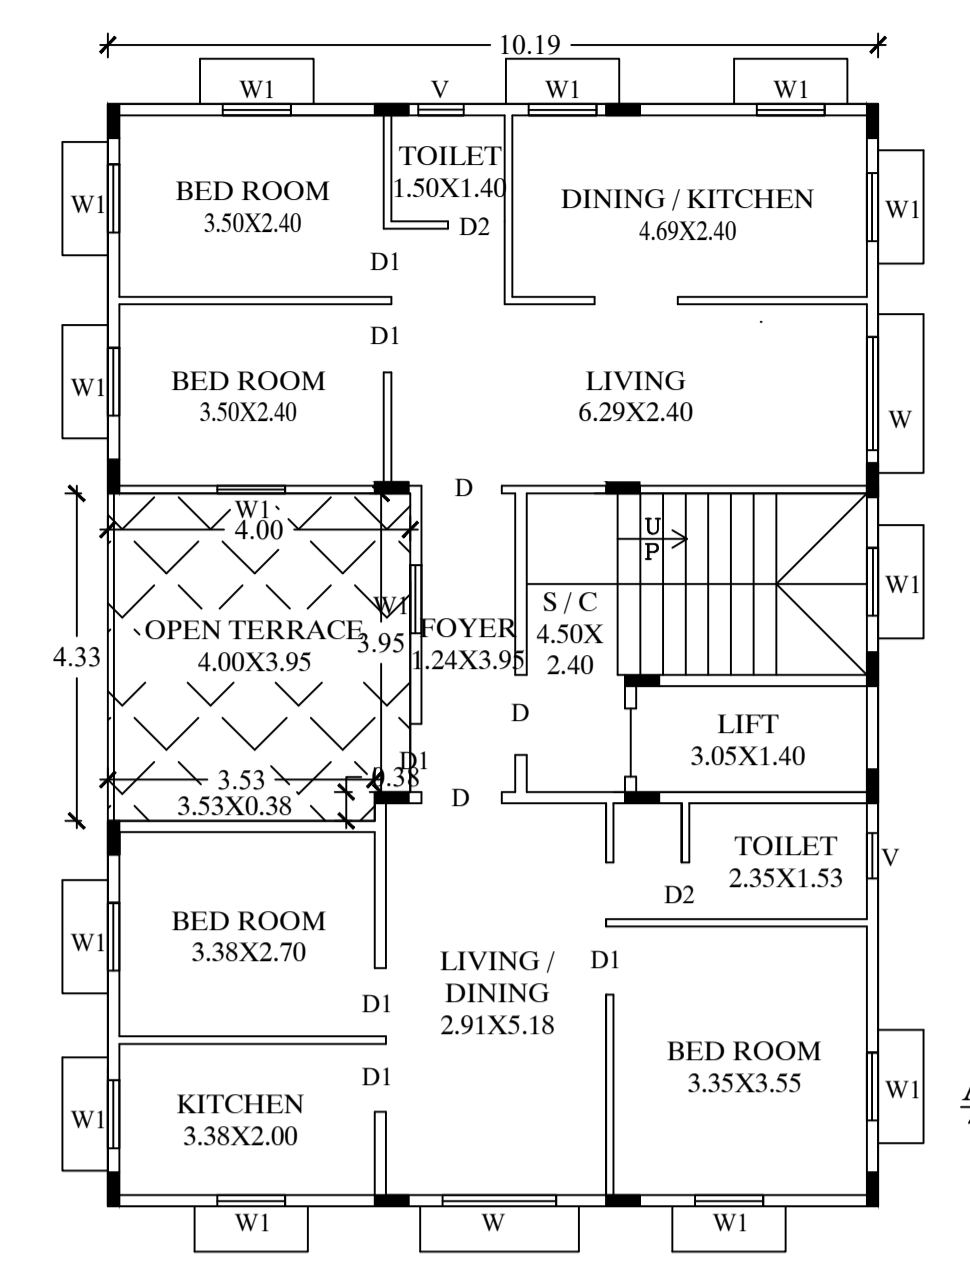 10.19
W1
V
W1
W1
W1
BED ROOM
3.50X2.40
TOILET
1.50X1.40
D2
DINING / KITCHEN
4.69X2.40
W1
D1
D1
W1
BED ROOM
3.50X2.40
LIVING
6.29X2.40
W
D
W1
4.00
U
P
W1
W1
S / C
4.50X
2.40
4.33
OPEN TERRACE
4.00X3.95
3.95
FOYER
1.24X3.95
D
LIFT
3.05X1.40
D1
3.53
0.38
3.53X0.38
D
TOILET
2.35X1.53
V
D2
W1
BED ROOM
3.38X2.70
LIVING /
DINING
2.91X5.18
D1
D1
BED ROOM
3.35X3.55
W1
D1
W1
KITCHEN
3.38X2.00
W1
W
W1